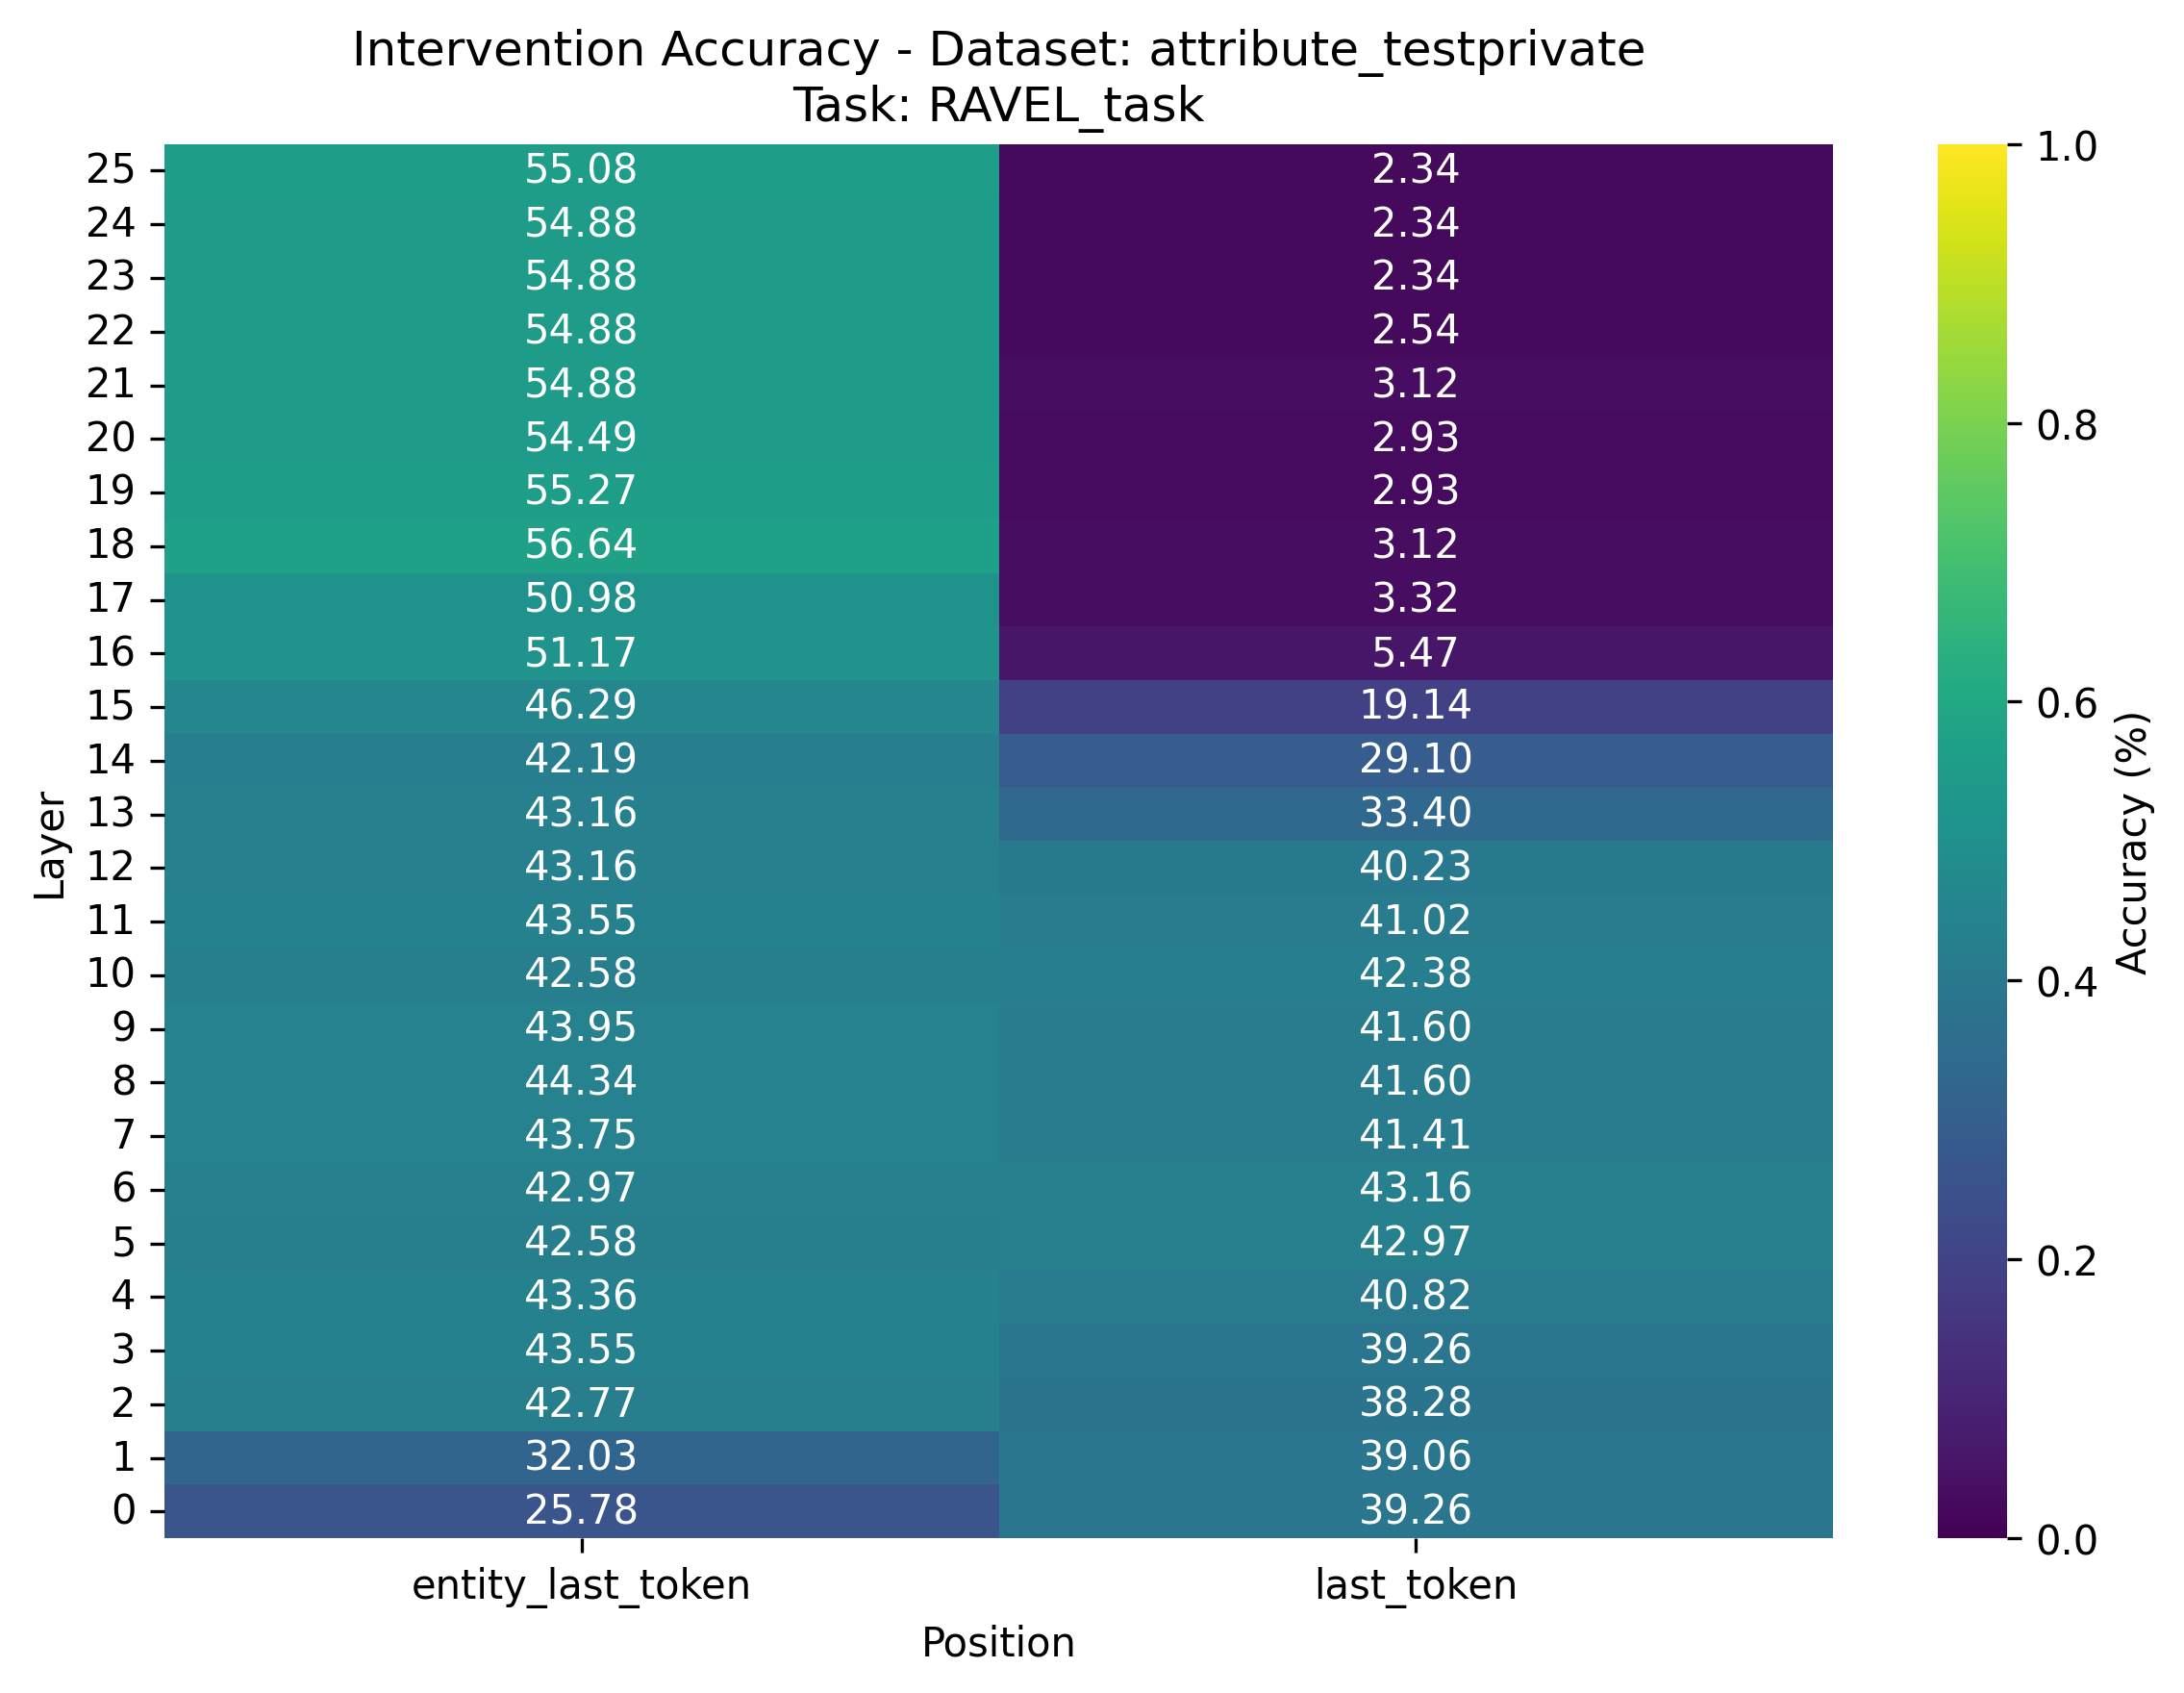 Intervention Accuracy - Dataset: attribute_testprivate
Task: RAVEL_task
25 55.08 2.34
24 54.88 2.34
23 54.88 2.34
22 54.88 2.54
21 54.88 3.12
20 54.49 2.93
19 55.27 2.93
18 56.64 3.12
17 50.98 3.32
16 51.17 5.47
15 46.29 19.14
14 42.19 29.10
13 43.16 33.40
12 43.16 40.23
11 43.55 41.02
10 42.58 42.38
9 43.95 41.60
8 44.34 41.60
7 43.75 41.41
6 42.97 43.16
5 42.58 42.97
4 43.36 40.82
3 43.55 39.26
2 42.77 38.28
1 32.03 39.06
0 25.78 39.26
entity_last_token last_token
Position
Layer
1.0
0.8
0.6
0.4
0.2
0.0
Accuracy (%)